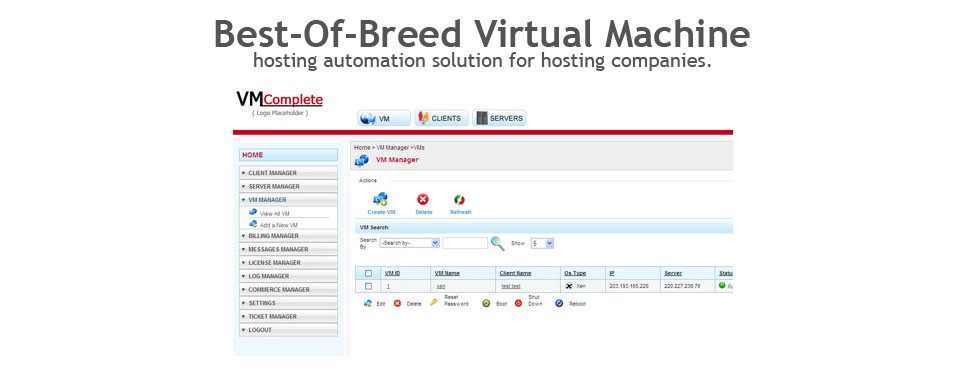 Best-Of-Breed Virtual Machine
hosting automation solution for hosting companies.
VMComplete
( Logo Placeholder )
VM CLIENTS SERVERS
HOME
CLIENT MANAGER
SERVER MANAGER
VM MANAGER
View All VM
Add a New VM
BILLING MANAGER
MESSAGES MANAGER
LICENSE MANAGER
LOG MANAGER
COMMERCE MANAGER
SETTINGS
TICKET MANAGER
LOGOUT
Home > VM Manager >VMs
VM Manager
Actions
Create VM Delete Refresh
VM Search
Search By -Search by- Show 5
VM ID VM Name Client Name Os Type IP Server Statu
1 xen test test Xen 203.193.165.228 220.227.236.76
Edit Delete Reset Password Boot Shut Down Reboot